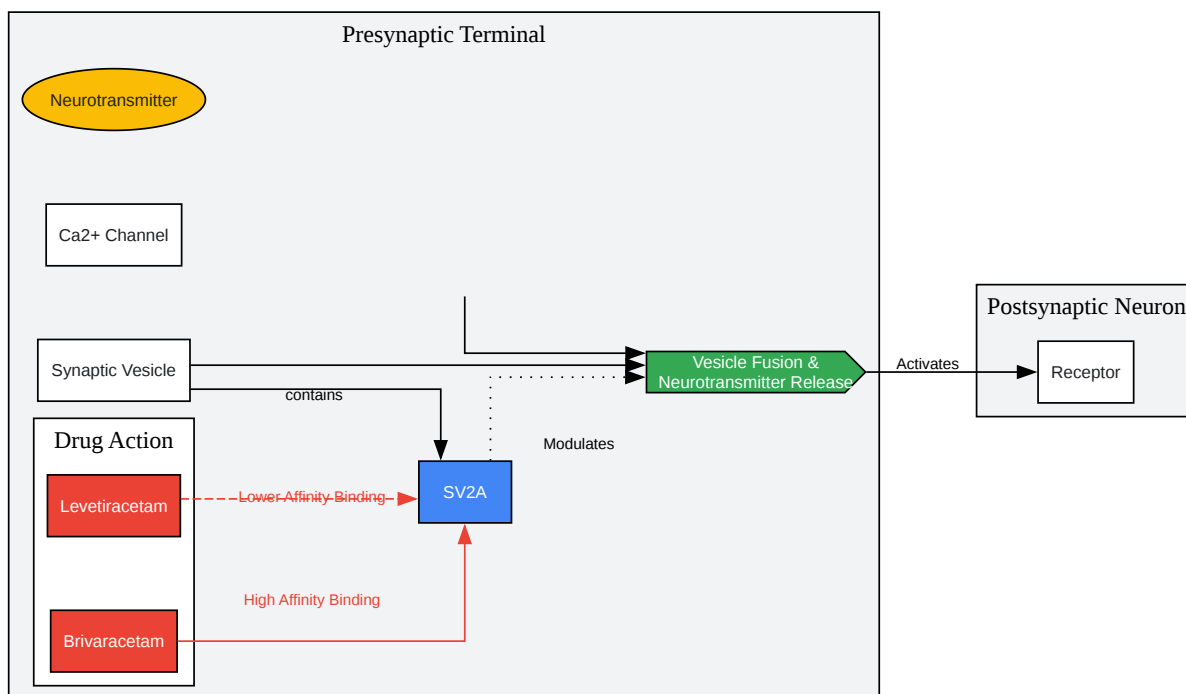 Presynaptic Terminal
Neurotransmitter
Ca2+ Channel
Postsynaptic Neuron
Synaptic Vesicle
contains
Vesicle Fusion &
Neurotransmitter Release
Activates
Receptor
Drug Action
Modulates
Levetiracetam
Lower Affinity Binding
SV2A
High Affinity Binding
Brivaracetam